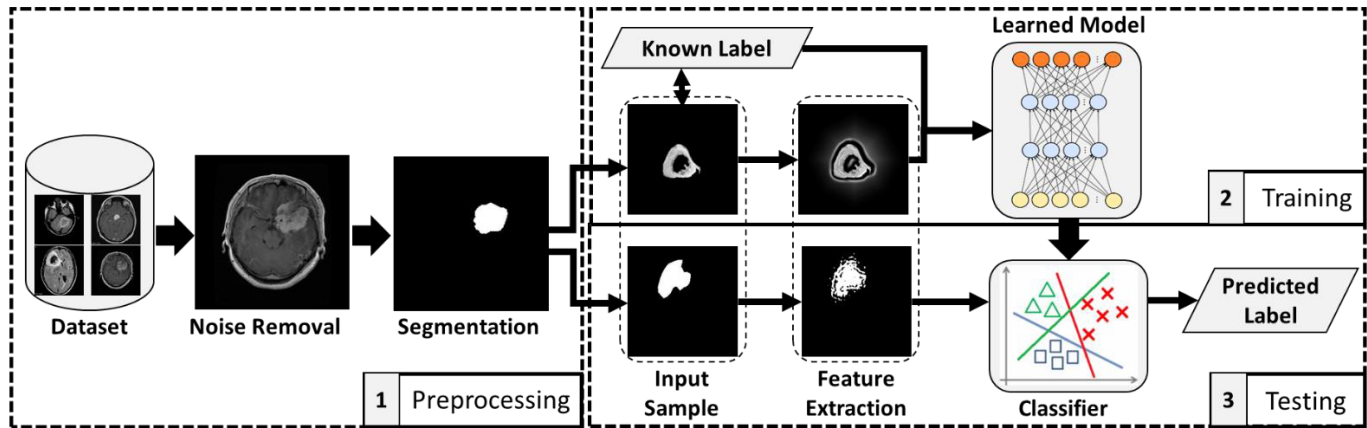 Dataset
Noise Removal
Segmentation
1 Preprocessing
Known Label
Learned Model
2 Training
Input
Sample
Feature
Extraction
Classifier
Predicted
Label
3 Testing